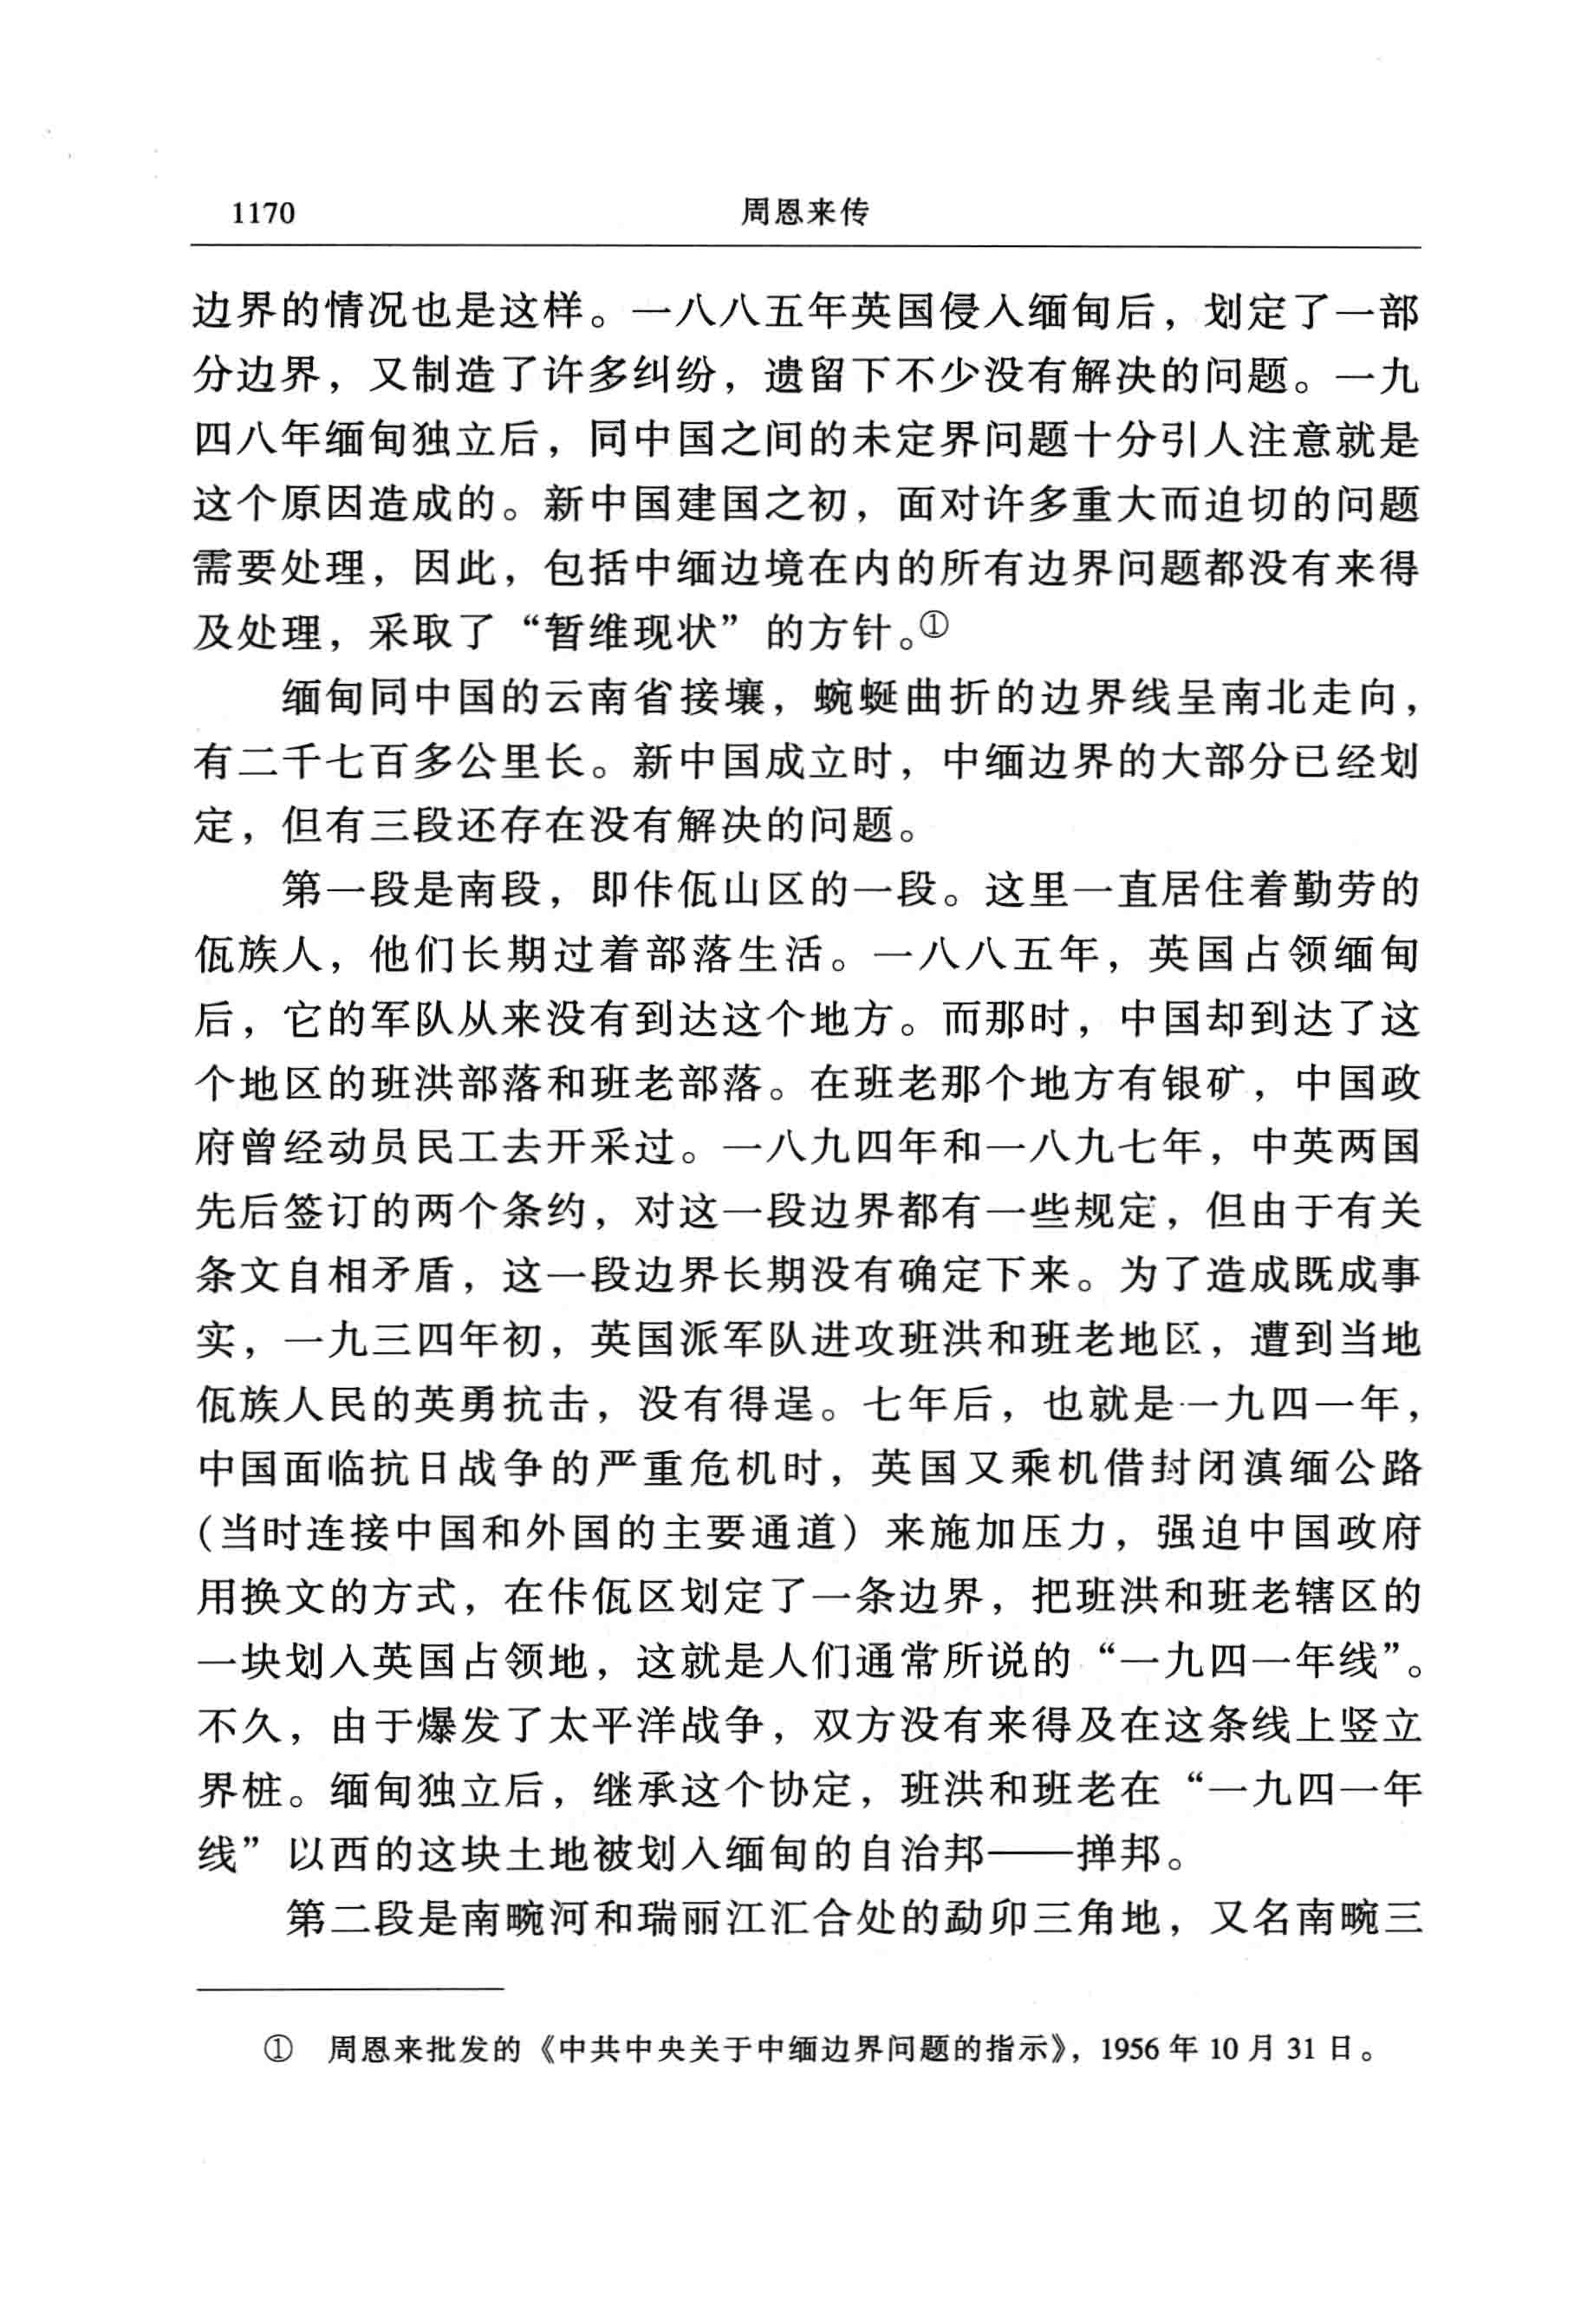 1170 周恩来传
边界的情况也是这样。一八八五年英国侵入缅甸后，划定了一部
分边界，又制造了许多纠纷，遗留下不少没有解决的问题。一九
四八年缅甸独立后，同中国之间的未定界问题十分引人注意就是
这个原因造成的。新中国建国之初，面对许多重大而迫切的问题
需要处理，因此，包括中缅边境在内的所有边界问题都没有来得
及处理，采取了“暂维现状”的方针。①
缅甸同中国的云南省接壤，蜿蜒曲折的边界线呈南北走向，
有二千七百多公里长。新中国成立时，中缅边界的大部分已经划
定，但有三段还存在没有解决的问题。
第一段是南段，即佧佤山区的一段。这里一直居住着勤劳的
佤族人，他们长期过着部落生活。一八八五年，英国占领缅甸
后，它的军队从来没有到达这个地方。而那时，中国却到达了这
个地区的班洪部落和班老部落。在班老那个地方有银矿，中国政
府曾经动员民工去开采过。一八九四年和一八九七年，中英两国
先后签订的两个条约，对这一段边界都有一些规定，但由于有关
条文自相矛盾，这一段边界长期没有确定下来。为了造成既成事
实，一九三四年初，英国派军队进攻班洪和班老地区，遭到当地
佤族人民的英勇抗击，没有得逞。七年后，也就是一九四一年，
中国面临抗日战争的严重危机时，英国又乘机借封闭滇缅公路
（当时连接中国和外国的主要通道）来施加压力，强迫中国政府
用换文的方式，在佧佤区划定了一条边界，把班洪和班老辖区的
一块划入英国占领地，这就是人们通常所说的“一九四一年线”。
不久，由于爆发了太平洋战争，双方没有来得及在这条线上竖立
界桩。缅甸独立后，继承这个协定，班洪和班老在“一九四一年
线”以西的这块土地被划入缅甸的自治邦——掸邦。
第二段是南畹河和瑞丽江汇合处的勐卯三角地，又名南畹三
① 周恩来批发的《中共中央关于中缅边界问题的指示》，1956 年 10 月 31 日。